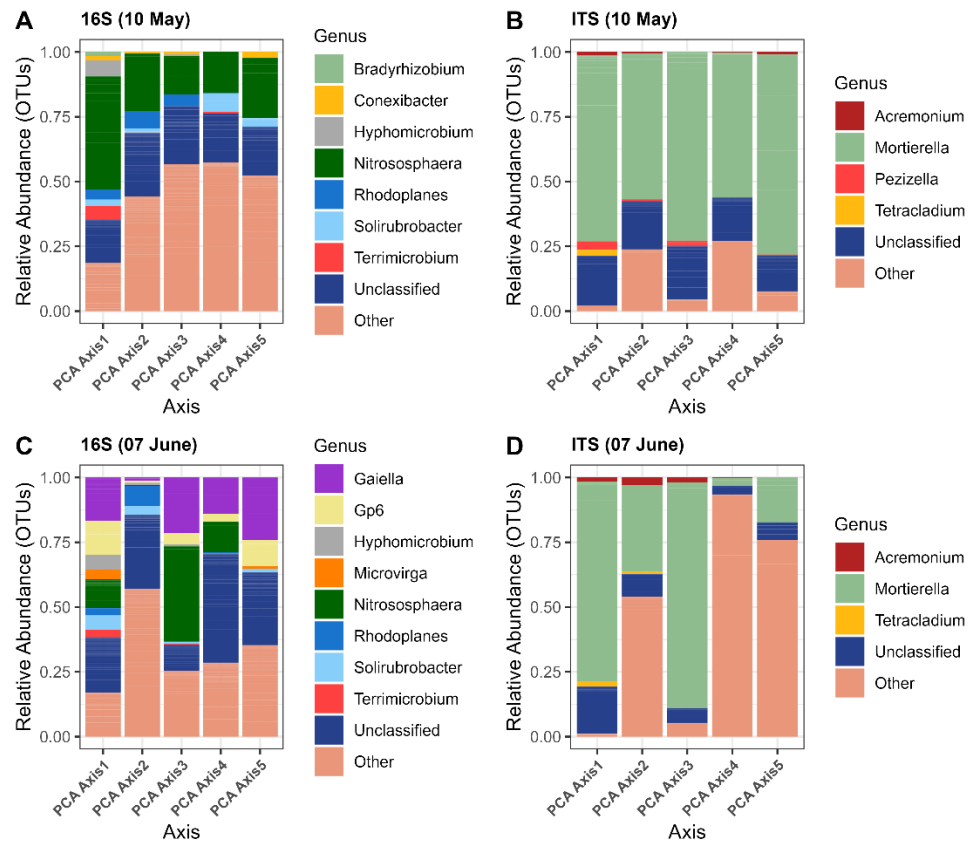 A
16S (10 May)
Relative Abundance (OTUs)
1.00
0.75
0.50
0.25
0.00
PCA Axis1
PCA Axis2
PCA Axis3
PCA Axis4
PCA Axis5
Axis
Genus
Bradyrhizobium
Conexibacter
Hyphomicrobium
Nitrososphaera
Rhodoplanes
Solirubrobacter
Terrimicrobium
Unclassified
Other
B
ITS (10 May)
Relative Abundance (OTUs)
1.00
0.75
0.50
0.25
0.00
PCA Axis1
PCA Axis2
PCA Axis3
PCA Axis4
PCA Axis5
Axis
Genus
Acremonium
Mortierella
Pezizella
Tetracladium
Unclassified
Other
C
16S (07 June)
Relative Abundance (OTUs)
1.00
0.75
0.50
0.25
0.00
PCA Axis1
PCA Axis2
PCA Axis3
PCA Axis4
PCA Axis5
Axis
Genus
Gaiella
Gp6
Hyphomicrobium
Microvirga
Nitrososphaera
Rhodoplanes
Solirubrobacter
Terrimicrobium
Unclassified
Other
D
ITS (07 June)
Relative Abundance (OTUs)
1.00
0.75
0.50
0.25
0.00
PCA Axis1
PCA Axis2
PCA Axis3
PCA Axis4
PCA Axis5
Axis
Genus
Acremonium
Mortierella
Tetracladium
Unclassified
Other